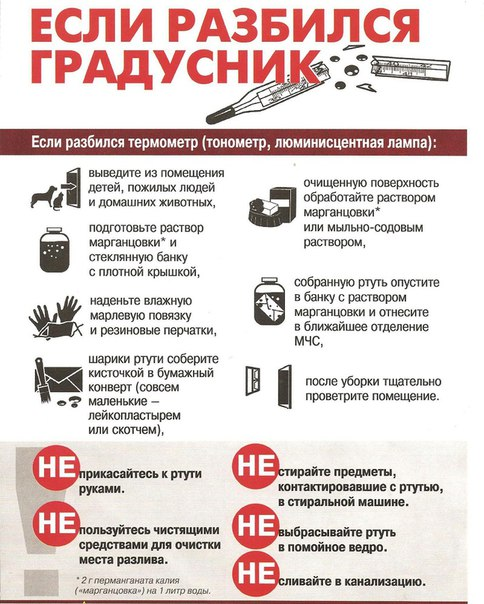 ЕСЛИ РАЗБИЛСЯ
ГРАДУСНИК
Если разбился термометр (тонометр, люминисцентная лампа):
выведите из помещения
детей, пожилых людей
и домашних животных,
подготовьте раствор
марганцовки* и
стеклянную банку
с плотной крышкой,
наденьте влажную
марлевую повязку
и резиновые перчатки,
шарики ртути соберите
кисточкой в бумажный
конверт (совсем
маленькие –
лейкопластырем
или скотчем),
очищенную поверхность
обработайте раствором
марганцовки*
или мыльно-содовым
раствором,
собранную ртуть опустите
в банку с раствором
марганцовки и отнесите
в ближайшее отделение
МЧС,
после уборки тщательно
проветрите помещение.
НЕ прикасайтесь к ртути
руками.
НЕ пользуйтесь чистящими
средствами для очистки
места разлива.
* 2 г перманганата калия
(«марганцовка») на 1 литр воды.
НЕ стирайте предметы,
контактировавшие с ртутью,
в стиральной машине.
НЕ выбрасывайте ртуть
в помойное ведро.
НЕ сливайте в канализацию.